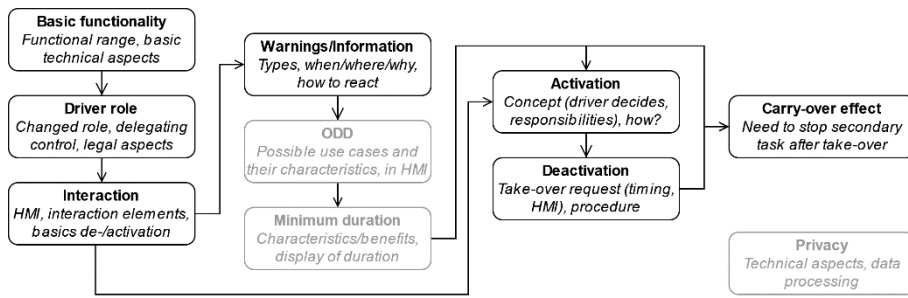 Basic functionality
Functional range, basic
technical aspects
Driver role
Changed role, delegating
control, legal aspects
Interaction
HMI, interaction elements,
basics de-/activation
Warnings/Information
Types, when/where/why,
how to react
ODD
Possible use cases and
their characteristics, in HMI
Minimum duration
Characteristics/benefits,
display of duration
Activation
Concept (driver decides,
responsibilities), how?
Deactivation
Take-over request (timing,
HMI), procedure
Carry-over effect
Need to stop secondary
task after take-over
Privacy
Technical aspects, data
processing